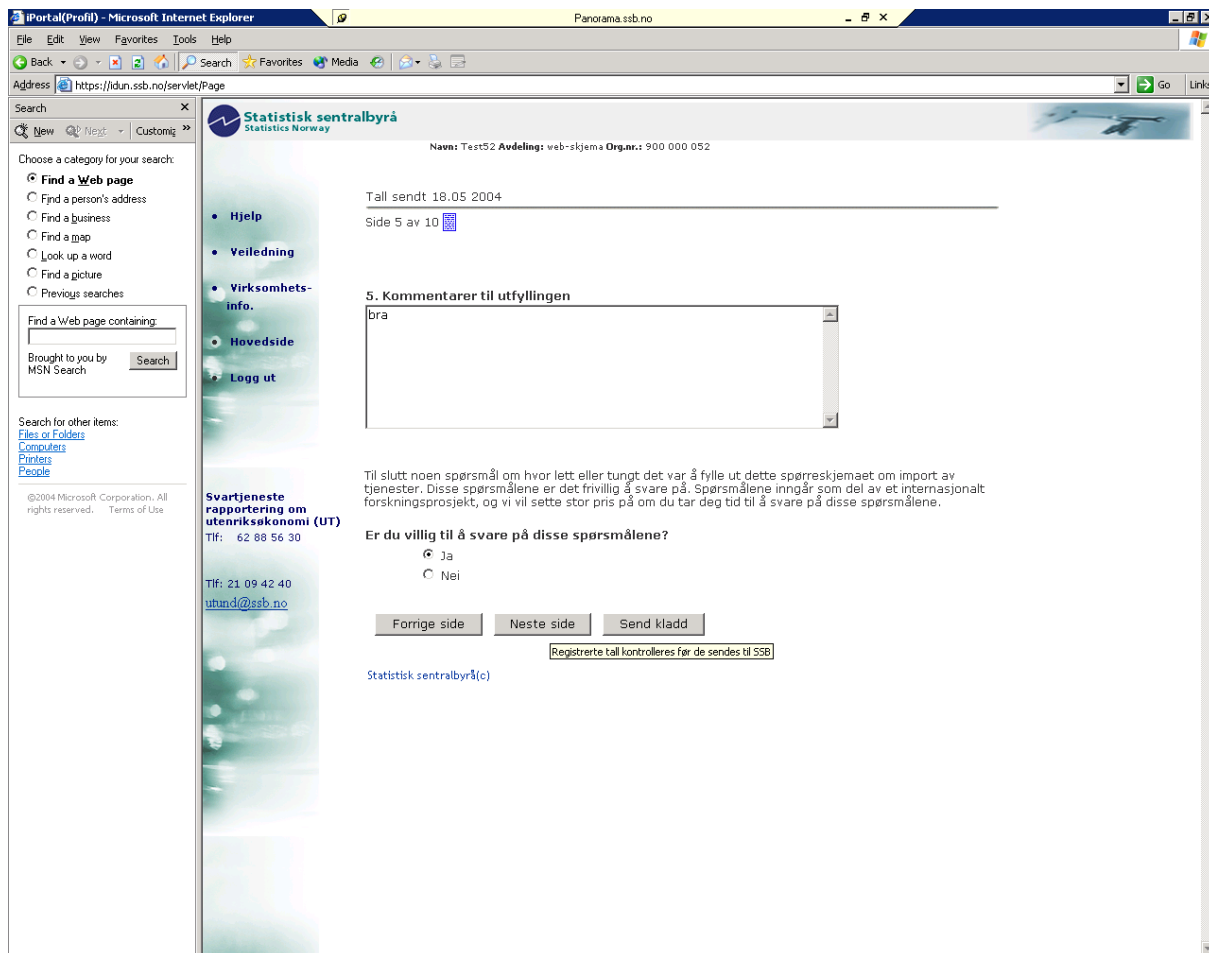 iPortal(Profil) - Microsoft Internet Explorer
Panorama.ssb.no
File Edit View Favorites Tools Help
Back Search Favorites Media
Address https://idun.ssb.no/servlet/Page Go Links
Search
New Next Customiz »
Choose a category for your search:
Find a Web page
Find a person's address
Find a business
Find a map
Look up a word
Find a picture
Previous searches
Find a Web page containing:
Brought to you by
MSN Search
Search
Search for other items:
Files or Folders
Computers
Printers
People
©2004 Microsoft Corporation. All
rights reserved. Terms of Use
Statistisk sentralbyrå
Statistics Norway
Navn: Test52 Avdeling: web-skjema Org.nr.: 900 000 052
• Hjelp
• Veiledning
• Virksomhets-
info.
• Hovedside
• Logg ut
Svartjeneste
rapportering om
utenriksøkonomi (UT)
Tlf: 62 88 56 30
Tlf: 21 09 42 40
utund@ssb.no
Tall sendt 18.05 2004
Side 5 av 10
5. Kommentarer til utfyllingen
bra
Til slutt noen spørsmål om hvor lett eller tungt det var å fylle ut dette spørreskjemaet om import av
tjenester. Disse spørsmålene er det frivillig å svare på. Spørsmålene inngår som del av et internasjonalt
forskningsprosjekt, og vi vil sette stor pris på om du tar deg tid til å svare på disse spørsmålene.
Er du villig til å svare på disse spørsmålene?
Ja
Nei
Forrige side Neste side Send kladd
Registrerte tall kontrolleres før de sendes til SSB
Statistisk sentralbyrå(c)